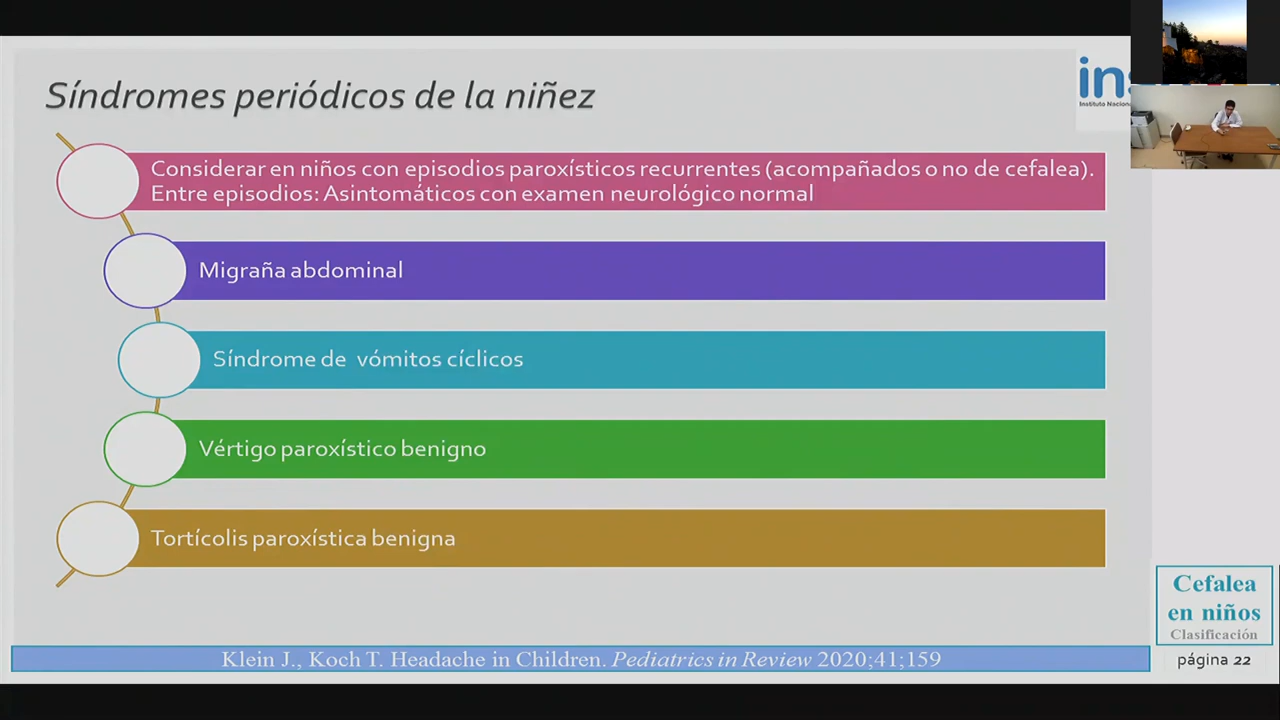 Síndromes periódicos de la niñez
Considerar en niños con episodios paroxísticos recurrentes (acompañados o no de cefalea).
Entre episodios: Asintomáticos con examen neurológico normal
Migraña abdominal
Síndrome de vómitos cíclicos
Vértigo paroxístico benigno
Tortícolis paroxística benigna
Klein J., Koch T. Headache in Children. Pediatrics in Review 2020;41;159
Cefalea
en niños
Clasificación
página 22